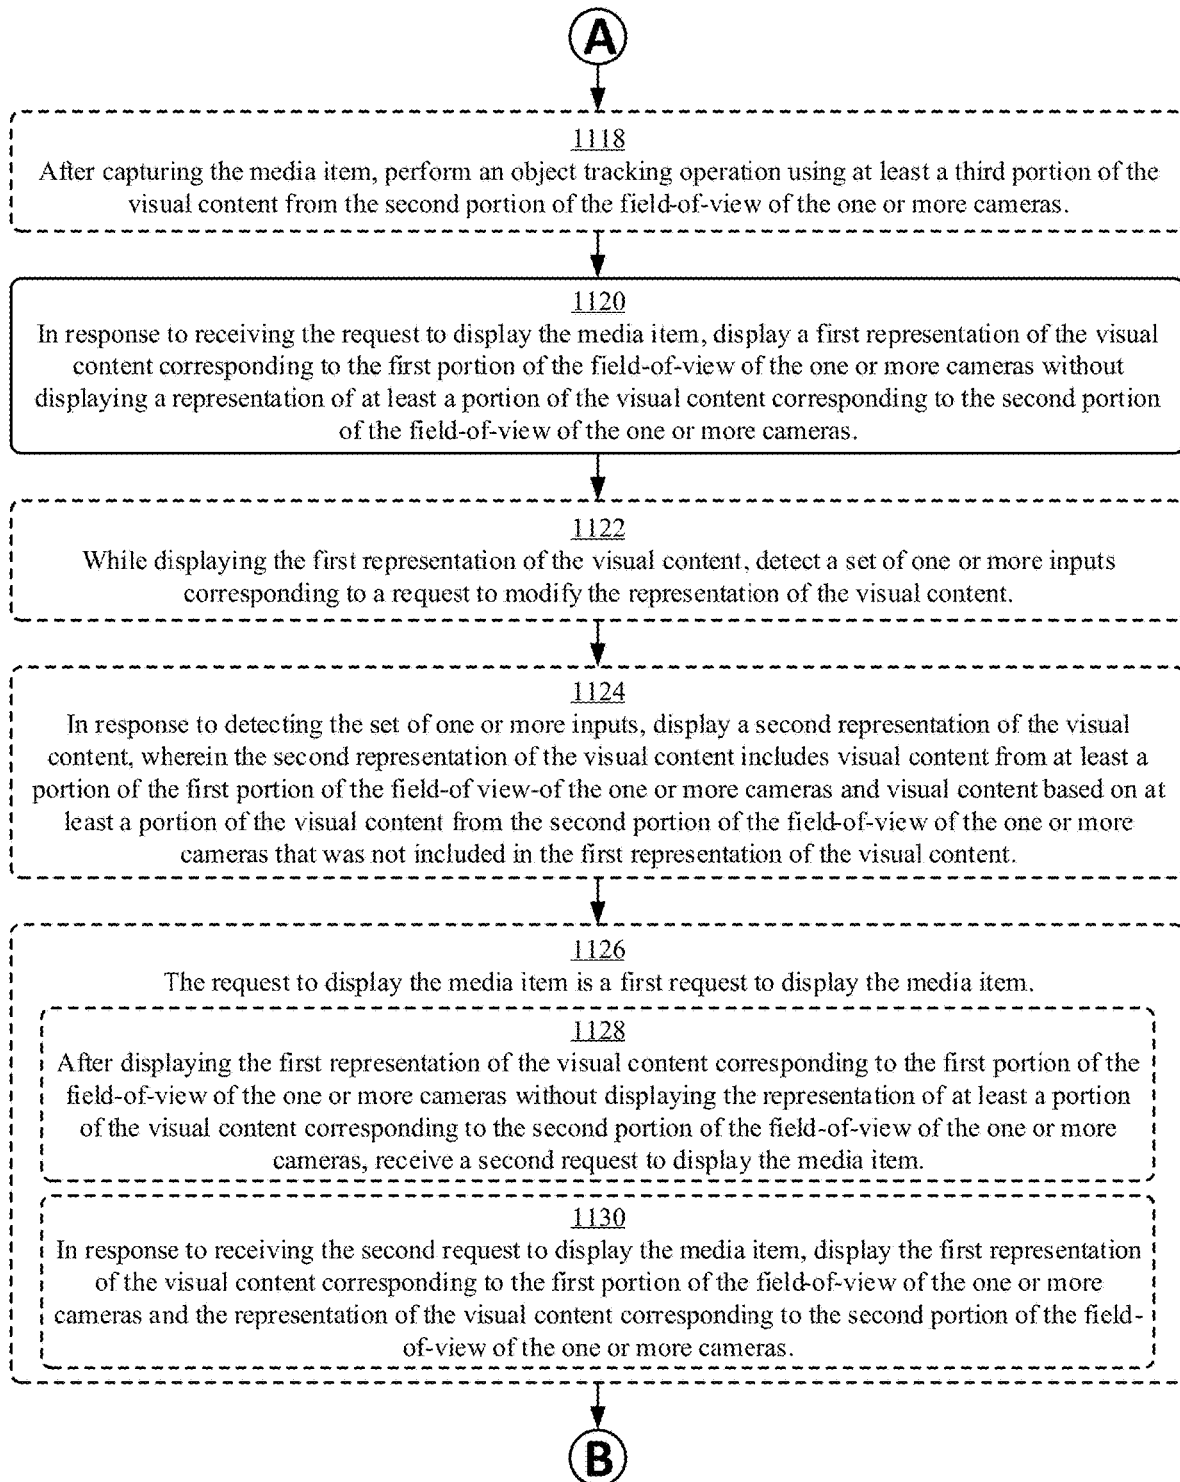 A
1118
After capturing the media item, perform an object tracking operation using at least a third portion of the
visual content from the second portion of the field-of-view of the one or more cameras.
1120
In response to receiving the request to display the media item, display a first representation of the visual
content corresponding to the first portion of the field-of-view of the one or more cameras without
displaying a representation of at least a portion of the visual content corresponding to the second portion
of the field-of-view of the one or more cameras.
1122
While displaying the first representation of the visual content, detect a set of one or more inputs
corresponding to a request to modify the representation of the visual content.
1124
In response to detecting the set of one or more inputs, display a second representation of the visual
content, wherein the second representation of the visual content includes visual content from at least a
portion of the first portion of the field-of view-of the one or more cameras and visual content based on at
least a portion of the visual content from the second portion of the field-of-view of the one or more
cameras that was not included in the first representation of the visual content.
1126
The request to display the media item is a first request to display the media item.
1128
After displaying the first representation of the visual content corresponding to the first portion of the
field-of-view of the one or more cameras without displaying the representation of at least a portion
of the visual content corresponding to the second portion of the field-of-view of the one or more
cameras, receive a second request to display the media item.
1130
In response to receiving the second request to display the media item, display the first representation
of the visual content corresponding to the first portion of the field-of-view of the one or more
cameras and the representation of the visual content corresponding to the second portion of the field-
of-view of the one or more cameras.
B